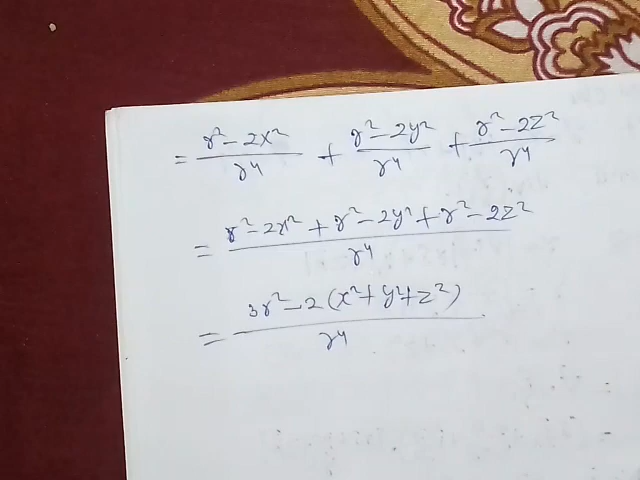 = (r² - 2x²)/r⁴ + (r² - 2y²)/r⁴ + (r² - 2z²)/r⁴
= (r² - 2x² + r² - 2y² + r² - 2z²)/r⁴
= (3r² - 2(x² + y² + z²))/r⁴